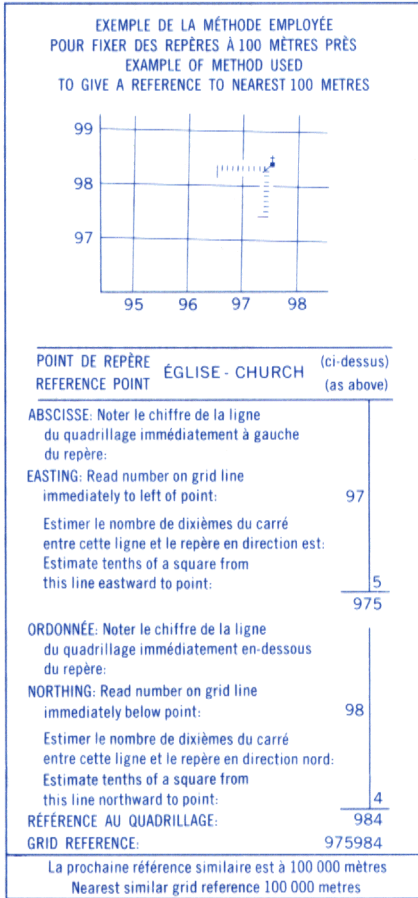 EXEMPLE DE LA MÉTHODE EMPLOYÉE
POUR FIXER DES REPÈRES À 100 MÈTRES PRÈS
EXAMPLE OF METHOD USED
TO GIVE A REFERENCE TO NEAREST 100 METRES
99
98
97
95 96 97 98
POINT DE REPÈRE
REFERENCE POINT
ÉGLISE - CHURCH
(ci-dessus)
(as above)
ABSCISSE: Noter le chiffre de la ligne
du quadrillage immédiatement à gauche
du repère:
EASTING: Read number on grid line
immediately to left of point: 97
Estimer le nombre de dixièmes du carré
entre cette ligne et le repère en direction est:
Estimate tenths of a square from
this line eastward to point: 5
975
ORDONNÉE: Noter le chiffre de la ligne
du quadrillage immédiatement en-dessous
du repère:
NORTHING: Read number on grid line
immediately below point: 98
Estimer le nombre de dixièmes du carré
entre cette ligne et le repère en direction nord:
Estimate tenths of a square from
this line northward to point: 4
RÉFÉRENCE AU QUADRILLAGE: 984
GRID REFERENCE: 975984
La prochaine référence similaire est à 100 000 mètres
Nearest similar grid reference 100 000 metres